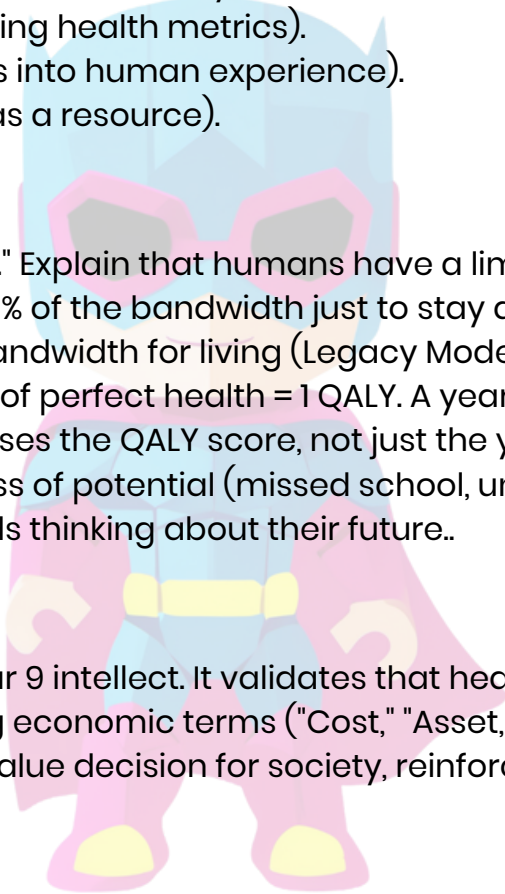 ing health metrics).
s into human experience).
as a resource).
." Explain that humans have a lim
% of the bandwidth just to stay
andwidth for living (Legacy Mode
of perfect health = 1 QALY. A year
ses the QALY score, not just the
ss of potential (missed school, un
ls thinking about their future..
ar 9 intellect. It validates that hea
g economic terms ("Cost," "Asset,
alue decision for society, reinforc